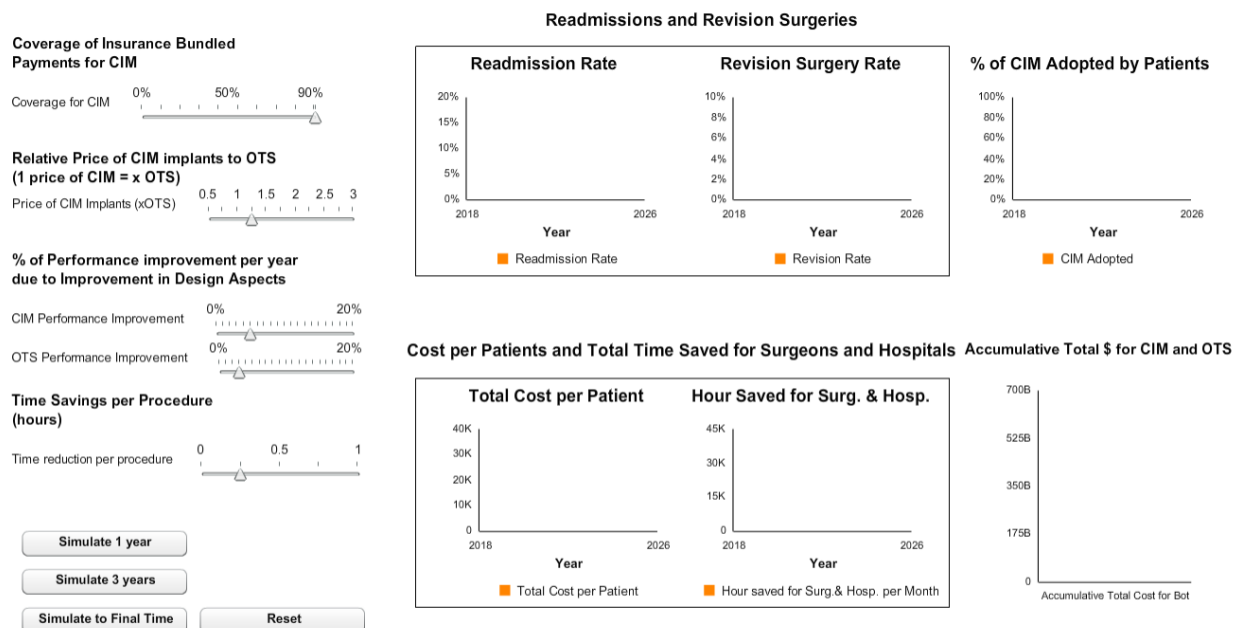 Coverage of Insurance Bundled
Payments for CIM
0% 50% 90%
Coverage for CIM
Relative Price of CIM implants to OTS
(1 price of CIM = x OTS)
0.5 1 1.5 2 2.5 3
Price of CIM Implants (xOTS)
% of Performance improvement per year
due to Improvement in Design Aspects
0% 20%
CIM Performance Improvement
0% 20%
OTS Performance Improvement
Time Savings per Procedure
(hours)
0 0.5 1
Time reduction per procedure
Simulate 1 year
Simulate 3 years
Simulate to Final Time
Reset
Readmissions and Revision Surgeries
Readmission Rate
20%
15%
10%
5%
0%
2018 2026
Year
Readmission Rate
Revision Surgery Rate
10%
8%
6%
4%
2%
0%
2018 2026
Year
Revision Rate
% of CIM Adopted by Patients
100%
80%
60%
40%
20%
0%
2018 2026
Year
CIM Adopted
Cost per Patients and Total Time Saved for Surgeons and Hospitals
Total Cost per Patient
40K
30K
20K
10K
0
2018 2026
Year
Total Cost per Patient
Hour Saved for Surg. & Hosp.
45K
30K
15K
0
2018 2026
Year
Hour saved for Surg.& Hosp. per Month
Accumulative Total $ for CIM and OTS
700B
525B
350B
175B
0
Accumulative Total Cost for Bot